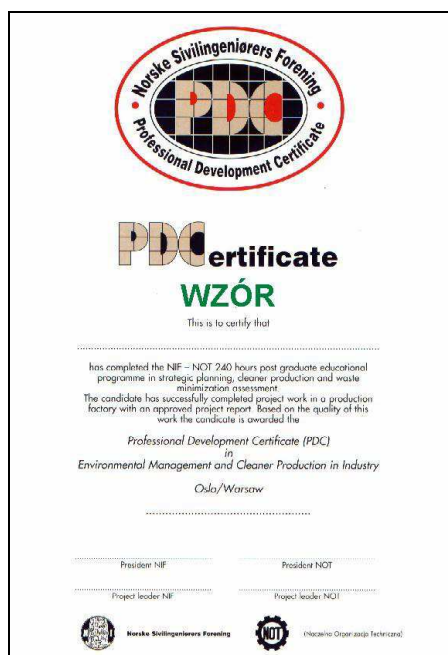 Norske Sivilingeniørers Forening
PDC
Professional Development Certificate
PDCertificate
WZÓR
This is to certify that
has completed the NIF – NOT 240 hours post graduate educational
programme in strategic planning, cleaner production and waste
minimization assessment.
The candidate has successfully completed project work in a production
factory with an approved project report. Based on the quality of this
work the candicate is awarded the
Professional Development Certificate (PDC)
in
Environmental Management and Cleaner Production in Industry
Oslo/Warsaw
President NIF
President NOT
Project leader NIF
Project leader NOT
Norske Sivilingeniørers Forening
NOT
(Naczelna Organizacja Techniczna)